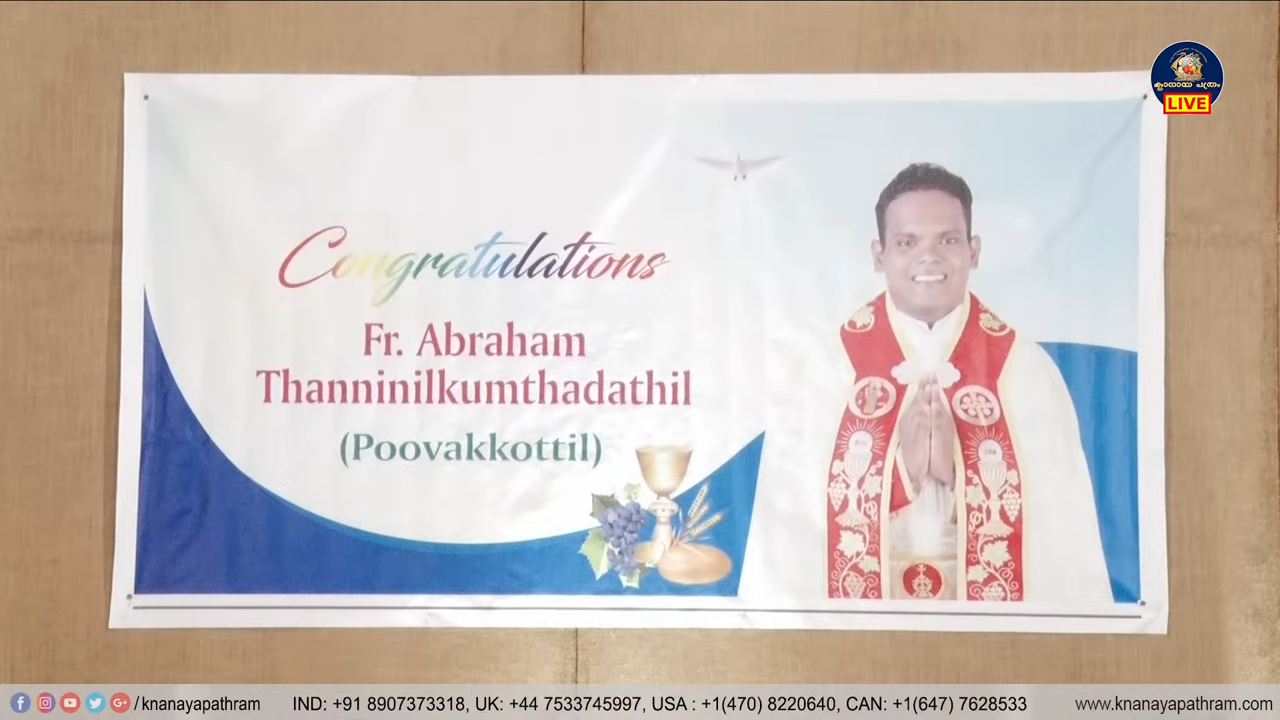 ക്നാനായ പത്രം
LIVE
Congratulations
Fr. Abraham
Thanninilkumthadathil
(Poovakkottil)
/knanayapathram IND: +91 8907373318, UK: +44 7533745997, USA : +1(470) 8220640, CAN: +1(647) 7628533 www.knanayapathram.com